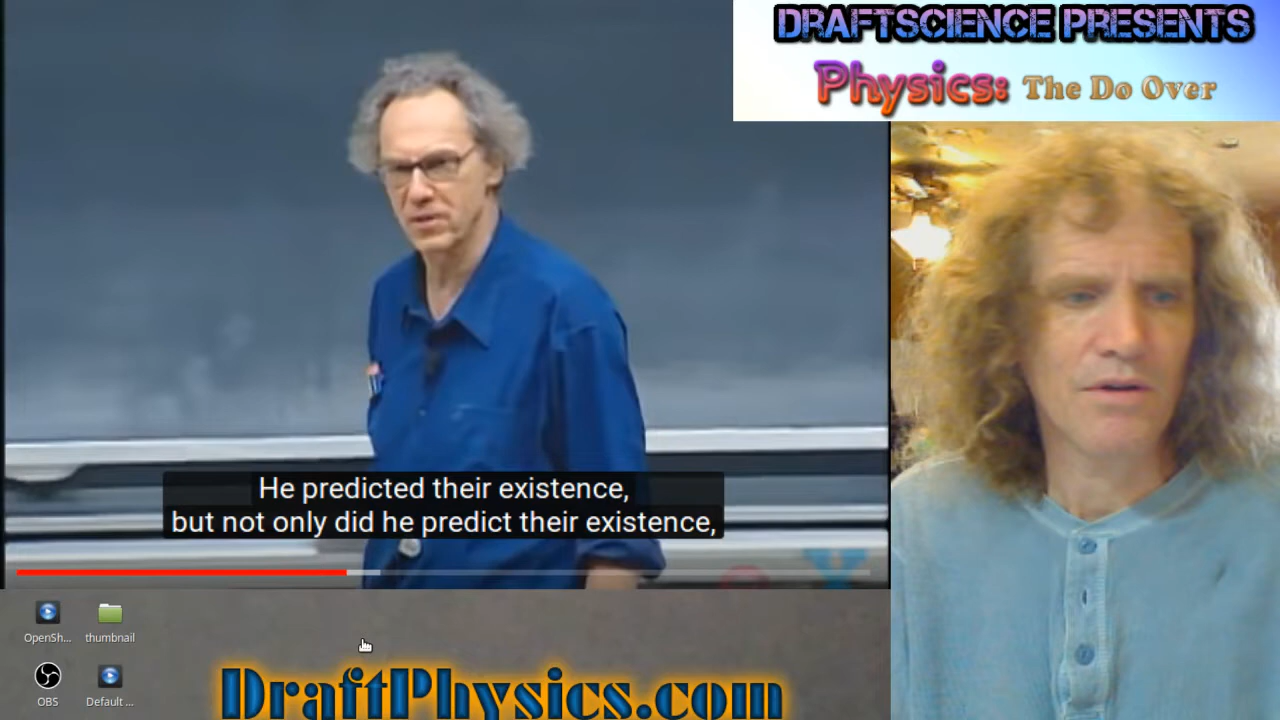 DRAFTSCIENCE PRESENTS
Physics: The Do Over
He predicted their existence,
but not only did he predict their existence,
OpenSh... thumbnail
OBS Default ...
DraftPhysics.com